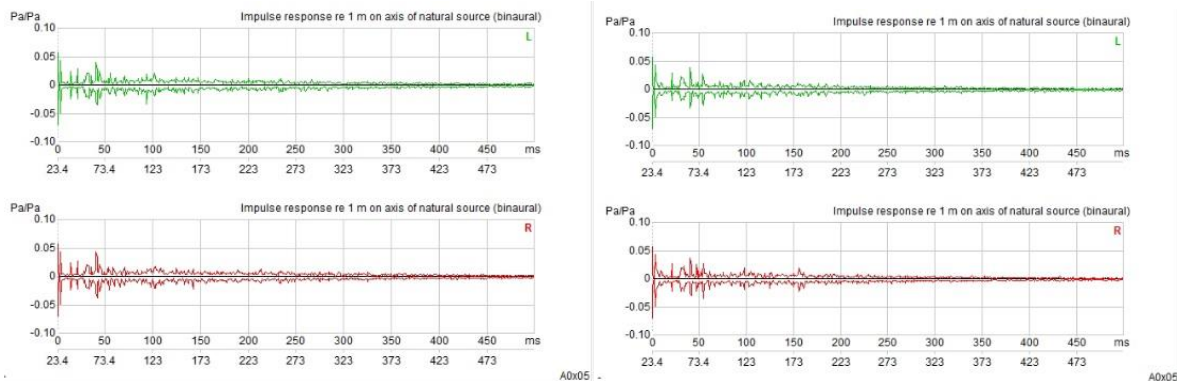 Pa/Pa Impulse response re 1 m on axis of natural source (binaural)
0.10
L
0.05
0
-0.05
-0.10
0 50 100 150 200 250 300 350 400 450 ms
23.4 73.4 123 173 223 273 323 373 423 473
Pa/Pa Impulse response re 1 m on axis of natural source (binaural)
0.10
R
0.05
0
-0.05
-0.10
0 50 100 150 200 250 300 350 400 450 ms
23.4 73.4 123 173 223 273 323 373 423 473
A0x05
Pa/Pa Impulse response re 1 m on axis of natural source (binaural)
0.10
L
0.05
0
-0.05
-0.10
0 50 100 150 200 250 300 350 400 450 ms
23.4 73.4 123 173 223 273 323 373 423 473
Pa/Pa Impulse response re 1 m on axis of natural source (binaural)
0.10
R
0.05
0
-0.05
-0.10
0 50 100 150 200 250 300 350 400 450 ms
23.4 73.4 123 173 223 273 323 373 423 473
A0x05